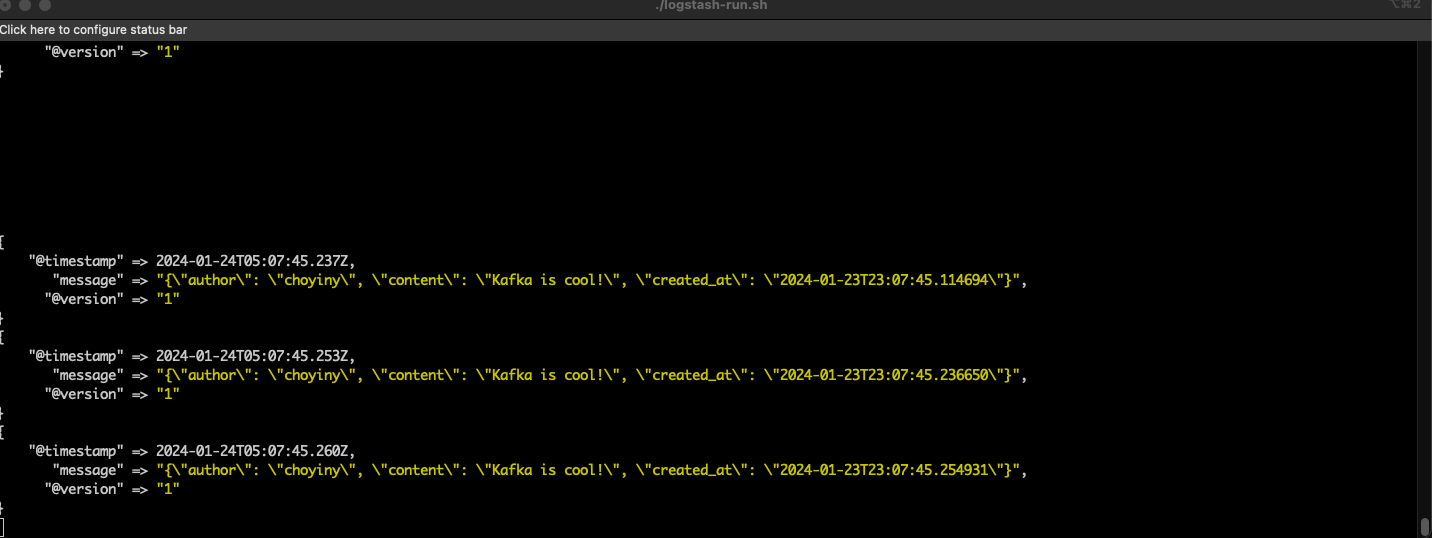 ./logstash-run.sh
⌥⌘2
Click here to configure status bar
"@version" => "1"
}
{
"@timestamp" => 2024-01-24T05:07:45.237Z,
"message" => "{\"author\": \"choyiny\", \"content\": \"Kafka is cool!\", \"created_at\": \"2024-01-23T23:07:45.114694\"}",
"@version" => "1"
}
{
"@timestamp" => 2024-01-24T05:07:45.253Z,
"message" => "{\"author\": \"choyiny\", \"content\": \"Kafka is cool!\", \"created_at\": \"2024-01-23T23:07:45.236650\"}",
"@version" => "1"
}
{
"@timestamp" => 2024-01-24T05:07:45.260Z,
"message" => "{\"author\": \"choyiny\", \"content\": \"Kafka is cool!\", \"created_at\": \"2024-01-23T23:07:45.254931\"}",
"@version" => "1"
}